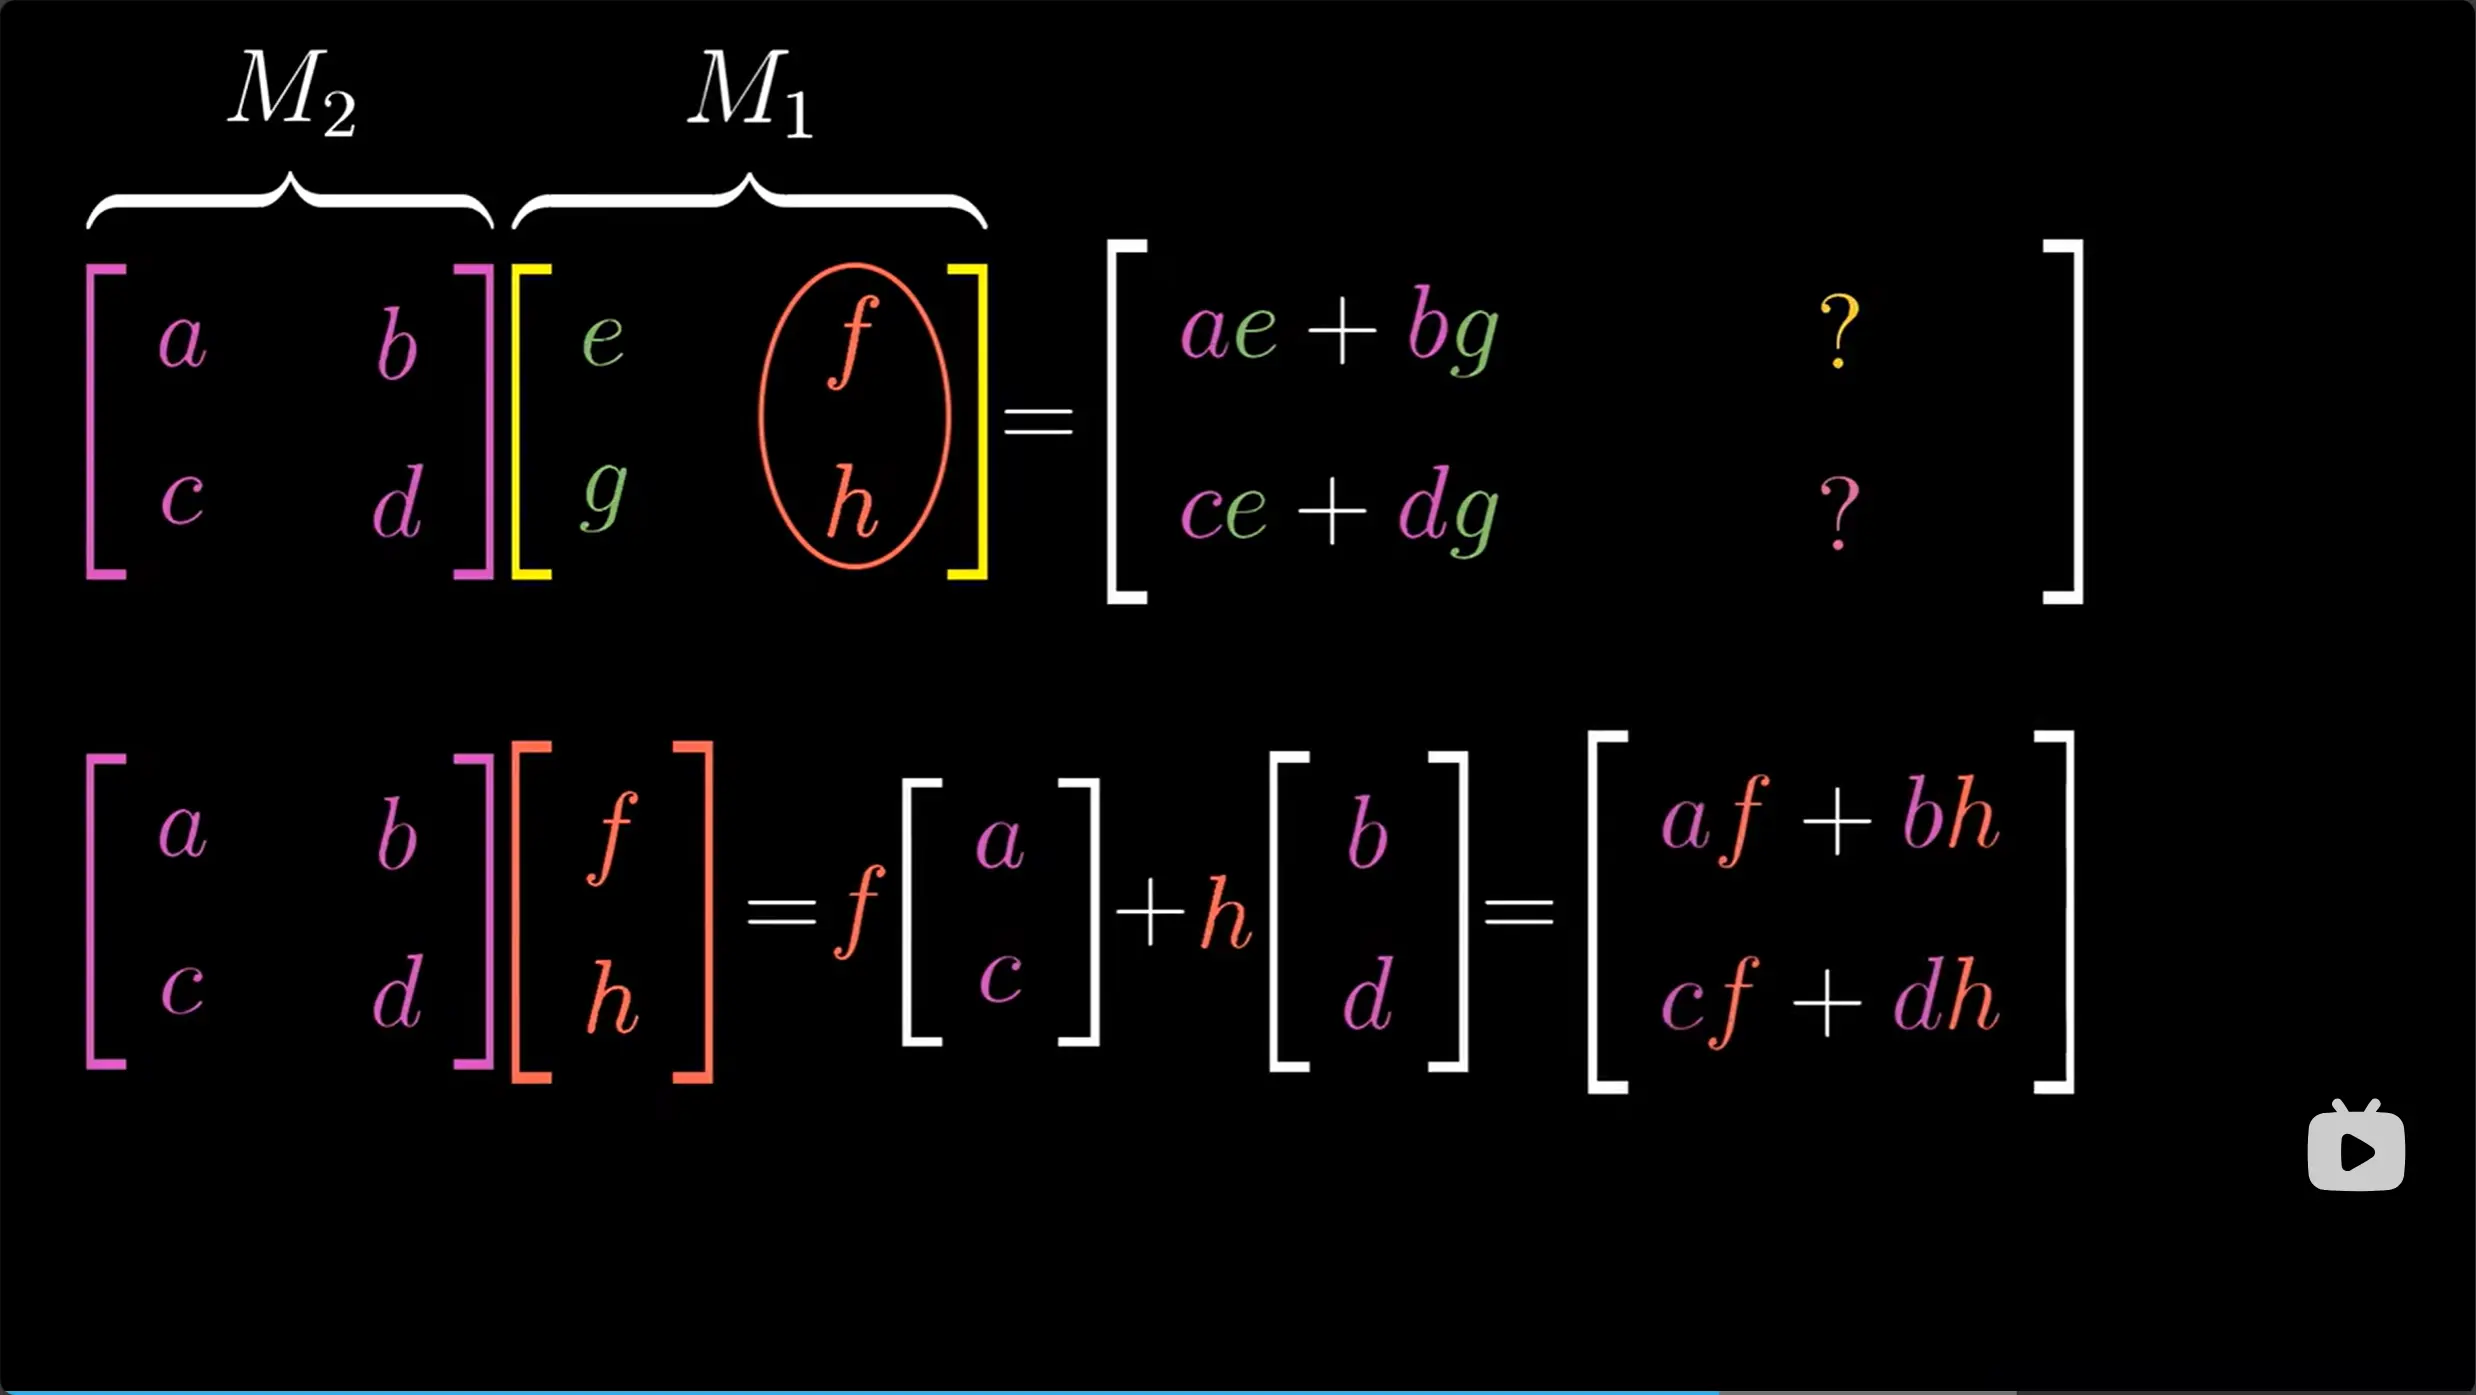 M₂ M₁
[a b; c d] [e f; g h] = [ae + bg ?; ce + dg ?]
[a b; c d] [f; h] = f [a; c] + h [b; d] = [af + bh; cf + dh]